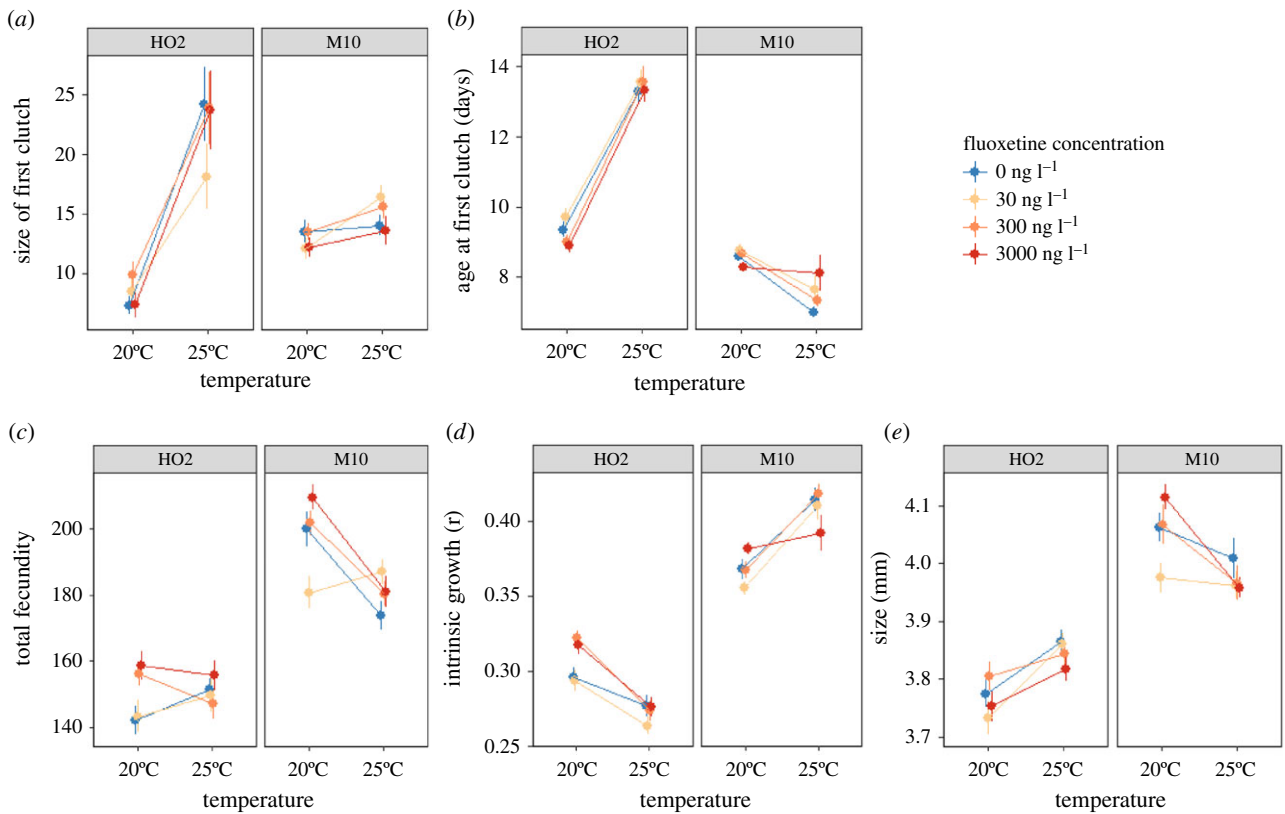 (a)
HO2
M10
size of first clutch
25
20
15
10
20ºC
25ºC
20ºC
25ºC
temperature
(b)
HO2
M10
age at first clutch (days)
14
12
10
8
20ºC
25ºC
20ºC
25ºC
temperature
fluoxetine concentration
0 ng l⁻¹
30 ng l⁻¹
300 ng l⁻¹
3000 ng l⁻¹
(c)
HO2
M10
total fecundity
200
180
160
140
20ºC
25ºC
20ºC
25ºC
temperature
(d)
HO2
M10
intrinsic growth (r)
0.40
0.35
0.30
0.25
20ºC
25ºC
20ºC
25ºC
temperature
(e)
HO2
M10
size (mm)
4.1
4.0
3.9
3.8
3.7
20ºC
25ºC
20ºC
25ºC
temperature